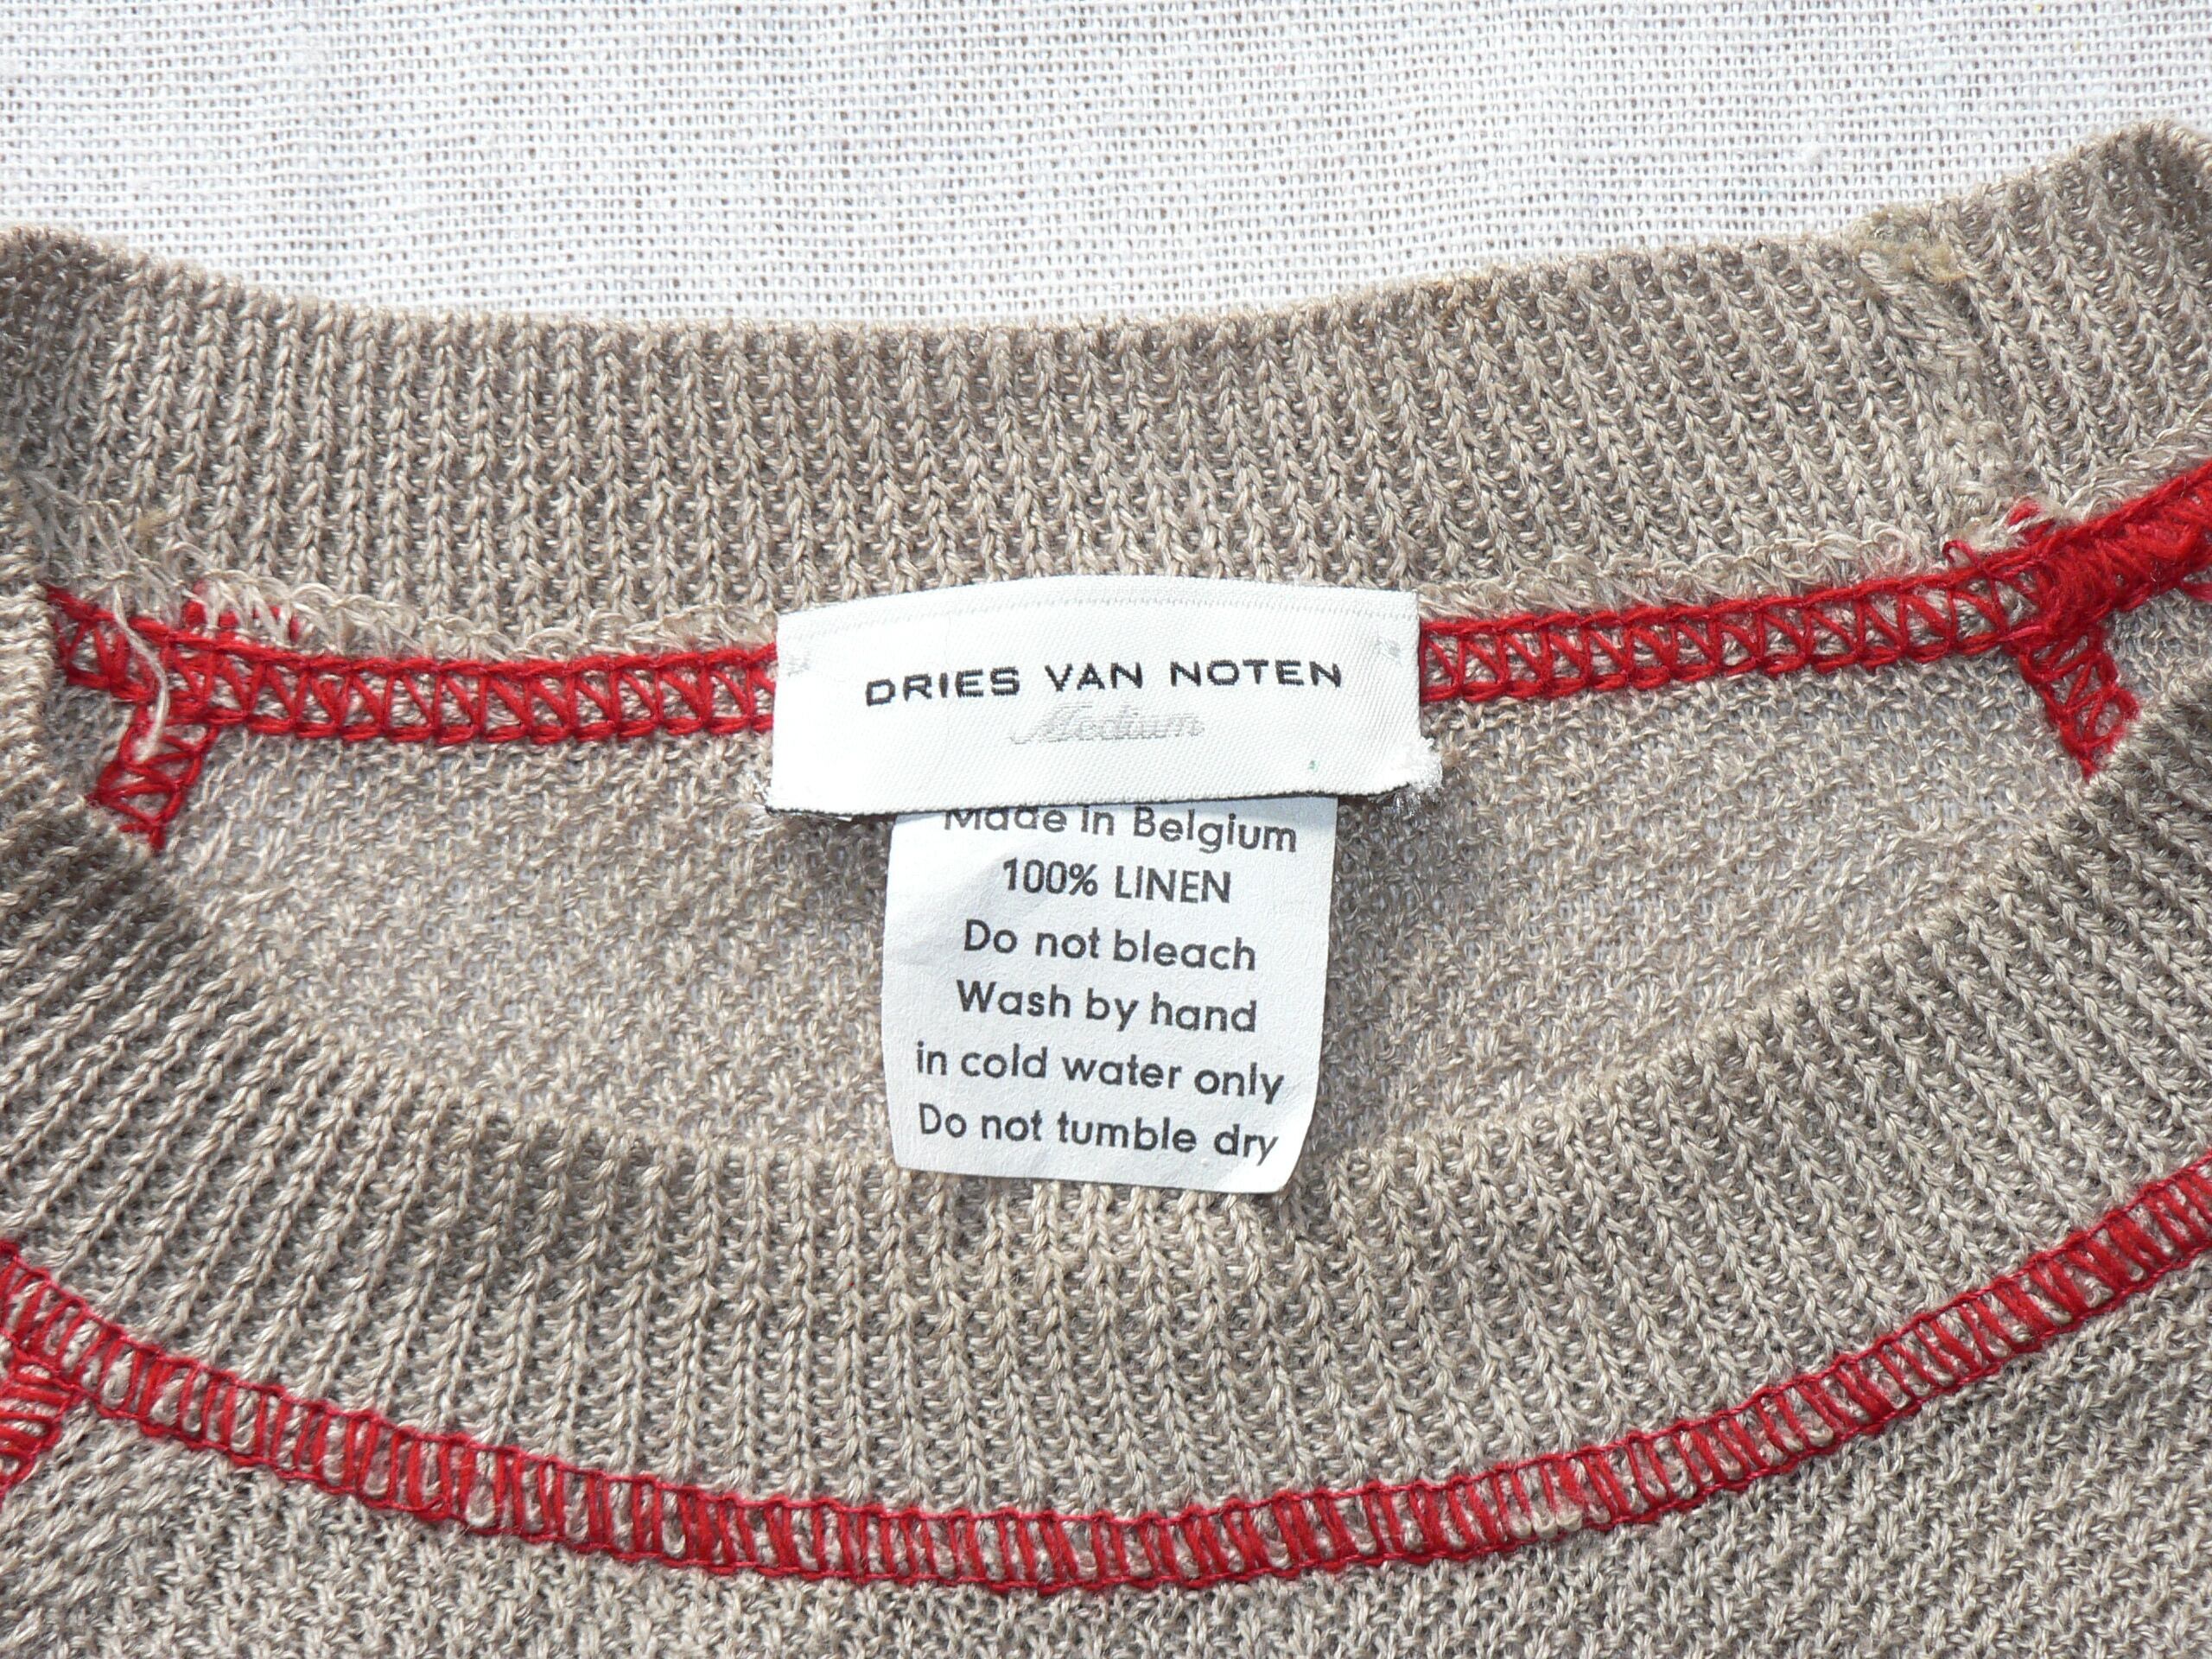 DRIES VAN NOTEN
Medium
Made in Belgium
100% LINEN
Do not bleach
Wash by hand
in cold water only
Do not tumble dry